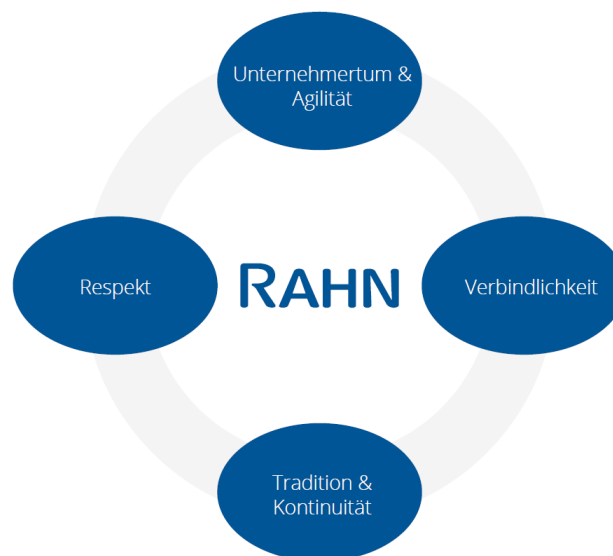 Unternehmertum &
Agilität
Respekt
RAHN
Verbindlichkeit
Tradition &
Kontinuität